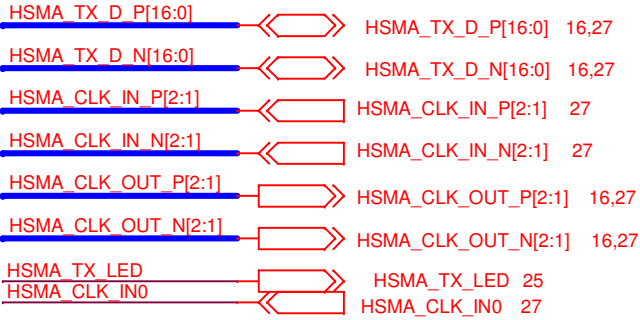 HSMA_TX_D_P[16:0] HSMA_TX_D_P[16:0] 16,27
HSMA_TX_D_N[16:0] HSMA_TX_D_N[16:0] 16,27
HSMA_CLK_IN_P[2:1] HSMA_CLK_IN_P[2:1] 27
HSMA_CLK_IN_N[2:1] HSMA_CLK_IN_N[2:1] 27
HSMA_CLK_OUT_P[2:1] HSMA_CLK_OUT_P[2:1] 16,27
HSMA_CLK_OUT_N[2:1] HSMA_CLK_OUT_N[2:1] 16,27
HSMA_TX_LED HSMA_TX_LED 25
HSMA_CLK_IN0 HSMA_CLK_IN0 27